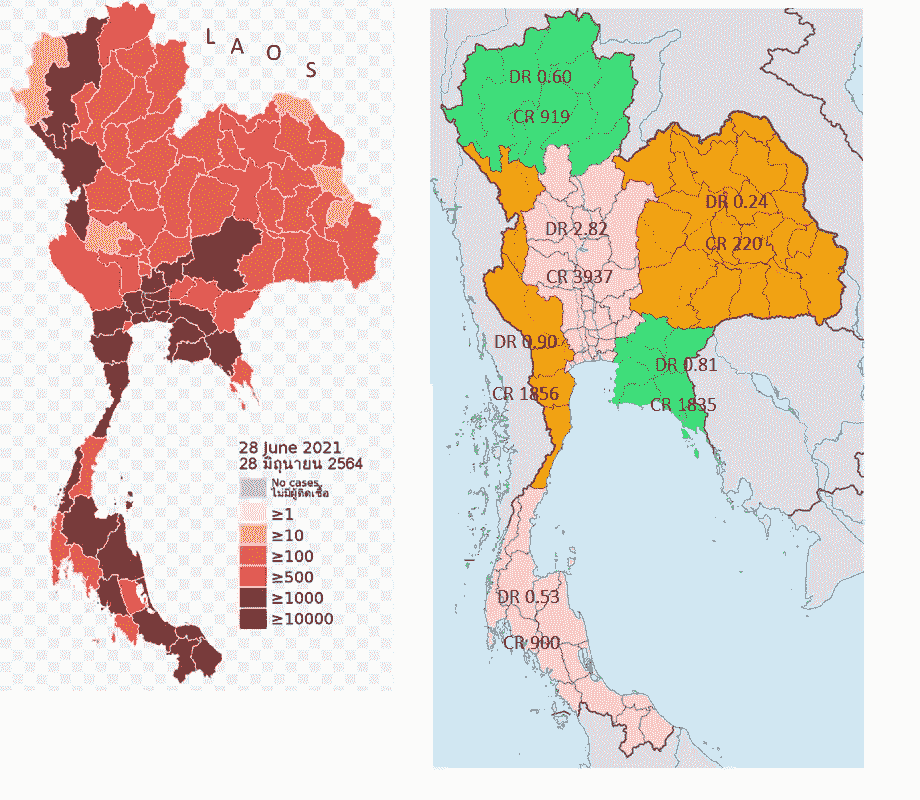 L A O S
28 June 2021
28 มิถุนายน 2564
No cases
ไม่มีผู้ติดเชื้อ
≥1
≥10
≥100
≥500
≥1000
≥10000
DR 0.60
CR 919
DR 0.24
CR 220
DR 2.82
CR 3937
DR 0.90
CR 1856
DR 0.81
CR 1835
DR 0.53
CR 900